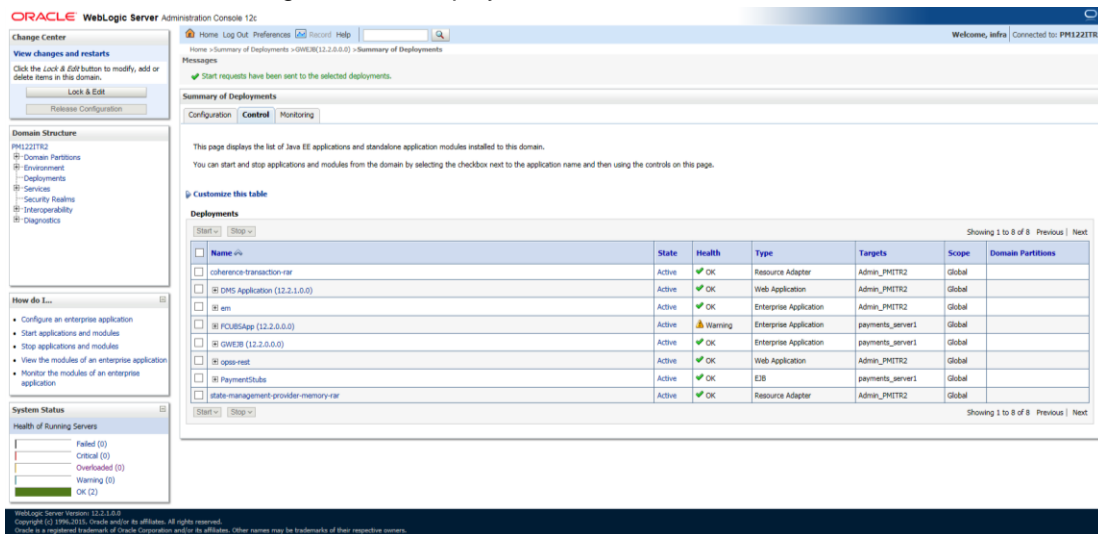 ORACLE WebLogic Server Administration Console 12c
Change Center
View changes and restarts
Click the Lock & Edit button to modify, add or
delete items in this domain.
Lock & Edit
Release Configuration
Domain Structure
PM122ITR2
Domain Partitions
Environment
Deployments
Services
Security Realms
Interoperability
Diagnostics
How do I...
Configure an enterprise application
Start applications and modules
Stop applications and modules
View the modules of an enterprise application
Monitor the modules of an enterprise
application
System Status
Health of Running Servers
Failed (0)
Critical (0)
Overloaded (0)
Warning (0)
OK (2)
Home Log Out Preferences Record Help
Welcome, infra Connected to: PM122ITR
Home >Summary of Deployments >GWEJB(12.2.0.0.0) >Summary of Deployments
Messages
Start requests have been sent to the selected deployments.
Summary of Deployments
Configuration Control Monitoring
This page displays the list of Java EE applications and standalone application modules installed to this domain.
You can start and stop applications and modules from the domain by selecting the checkbox next to the application name and then using the controls on this page.
Customize this table
Deployments
Start Stop Showing 1 to 8 of 8 Previous | Next
Name State Health Type Targets Scope Domain Partitions
coherence-transaction-rar Active OK Resource Adapter Admin_PMITR2 Global
DMS Application (12.2.1.0.0) Active OK Web Application Admin_PMITR2 Global
em Active OK Enterprise Application Admin_PMITR2 Global
FCUBSApp (12.2.0.0.0) Active Warning Enterprise Application payments_server1 Global
GWEJB (12.2.0.0.0) Active OK Enterprise Application payments_server1 Global
opss-rest Active OK Web Application Admin_PMITR2 Global
PaymentStubs Active OK EJB payments_server1 Global
state-management-provider-memory-rar Active OK Resource Adapter Admin_PMITR2 Global
Start Stop Showing 1 to 8 of 8 Previous | Next
WebLogic Server Version: 12.2.1.0.0
Copyright (c) 1996,2015, Oracle and/or its affiliates. All rights reserved.
Oracle is a registered trademark of Oracle Corporation and/or its affiliates. Other names may be trademarks of their respective owners.